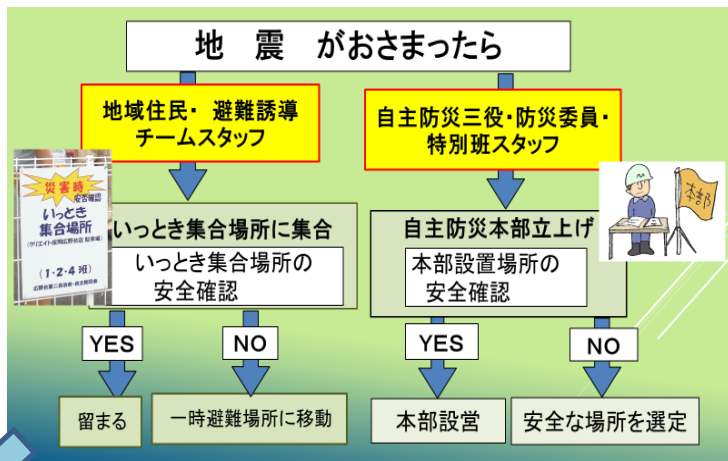 地 震 がおさまったら
地域住民・ 避難誘導
チームスタッフ
自主防災三役・防災委員・
特別班スタッフ
災害時
安否確認
いっとき
集合場所
(1・2・4 班)
本部
いっとき集合場所に集合
いっとき集合場所の
安全確認
自主防災本部立上げ
本部設置場所の
安全確認
YES
NO
YES
NO
留まる
一時避難場所に移動
本部設営
安全な場所を選定